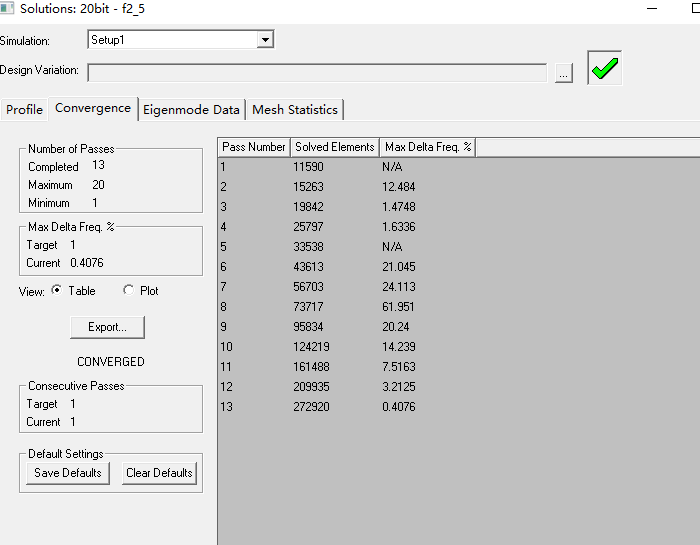 Solutions: 20bit - f2_5
Simulation: Setup1
Design Variation: ...
Profile Convergence Eigenmode Data Mesh Statistics
Number of Passes
Completed 13
Maximum 20
Minimum 1
Max Delta Freq. %
Target 1
Current 0.4076
View: Table Plot
Export...
CONVERGED
Consecutive Passes
Target 1
Current 1
Default Settings
Save Defaults Clear Defaults
Pass Number Solved Elements Max Delta Freq. %
1 11590 N/A
2 15263 12.484
3 19842 1.4748
4 25797 1.6336
5 33538 N/A
6 43613 21.045
7 56703 24.113
8 73717 61.951
9 95834 20.24
10 124219 14.239
11 161488 7.5163
12 209935 3.2125
13 272920 0.4076